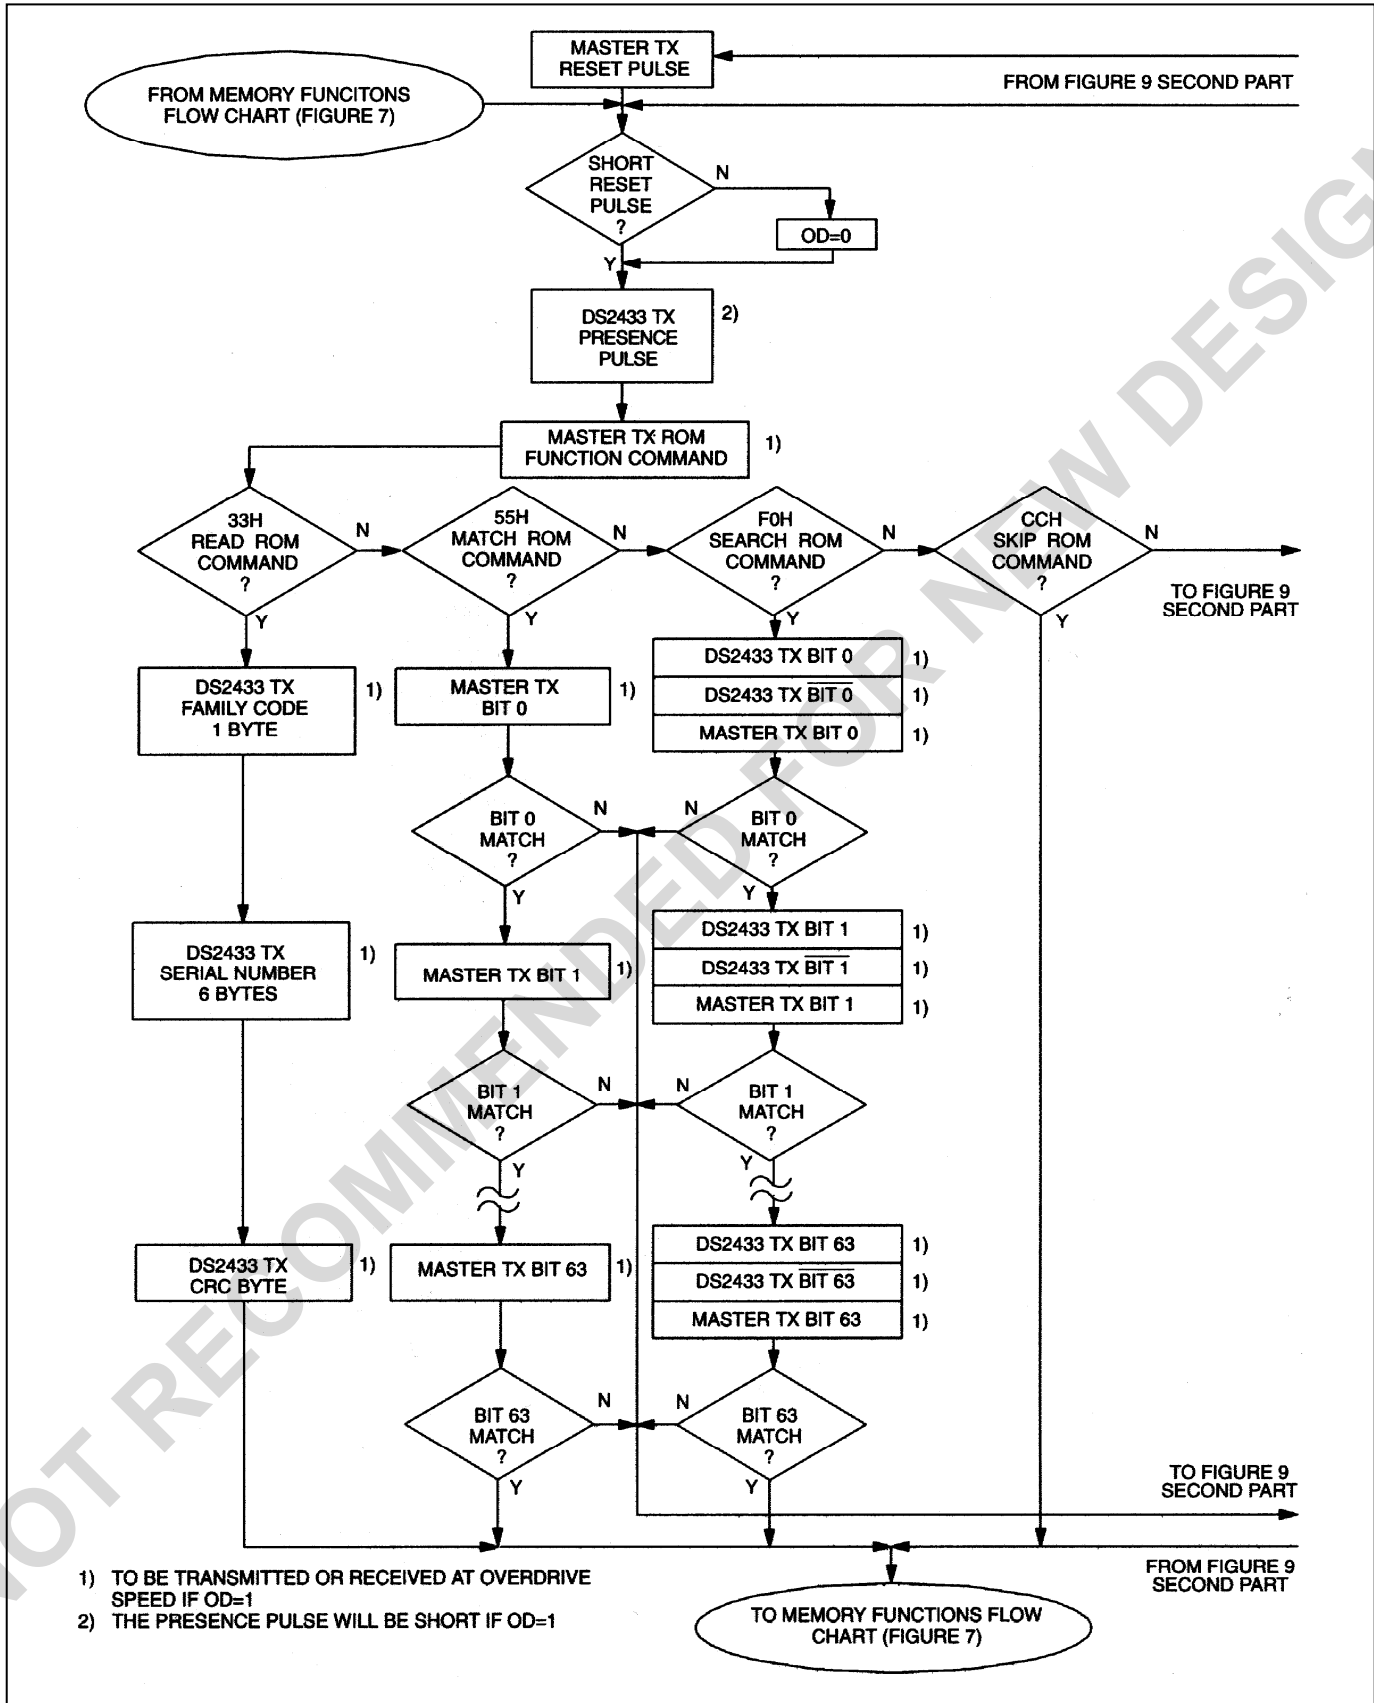 MASTER TX
RESET PULSE
FROM FIGURE 9 SECOND PART
FROM MEMORY FUNCITONS
FLOW CHART (FIGURE 7)
SHORT
RESET
PULSE
?
N
OD=0
Y
DS2433 TX
PRESENCE
PULSE
2)
MASTER TX ROM
FUNCTION COMMAND
1)
33H
READ ROM
COMMAND
?
N
Y
55H
MATCH ROM
COMMAND
?
N
Y
F0H
SEARCH ROM
COMMAND
?
N
Y
CCH
SKIP ROM
COMMAND
?
N
Y
TO FIGURE 9
SECOND PART
DS2433 TX
FAMILY CODE
1 BYTE
1)
MASTER TX
BIT 0
1)
DS2433 TX BIT 0
1)
DS2433 TX BIT 0
1)
MASTER TX BIT 0
1)
BIT 0
MATCH
?
N
Y
BIT 0
MATCH
?
N
Y
DS2433 TX
SERIAL NUMBER
6 BYTES
1)
MASTER TX BIT 1
1)
DS2433 TX BIT 1
1)
DS2433 TX BIT 1
1)
MASTER TX BIT 1
1)
BIT 1
MATCH
?
N
Y
BIT 1
MATCH
?
N
Y
DS2433 TX
CRC BYTE
1)
MASTER TX BIT 63
1)
DS2433 TX BIT 63
1)
DS2433 TX BIT 63
1)
MASTER TX BIT 63
1)
BIT 63
MATCH
?
N
Y
BIT 63
MATCH
?
N
Y
TO FIGURE 9
SECOND PART
FROM FIGURE 9
SECOND PART
1) TO BE TRANSMITTED OR RECEIVED AT OVERDRIVE
SPEED IF OD=1
2) THE PRESENCE PULSE WILL BE SHORT IF OD=1
TO MEMORY FUNCTIONS FLOW
CHART (FIGURE 7)
NOT RECOMMENDED FOR NEW DESIGN